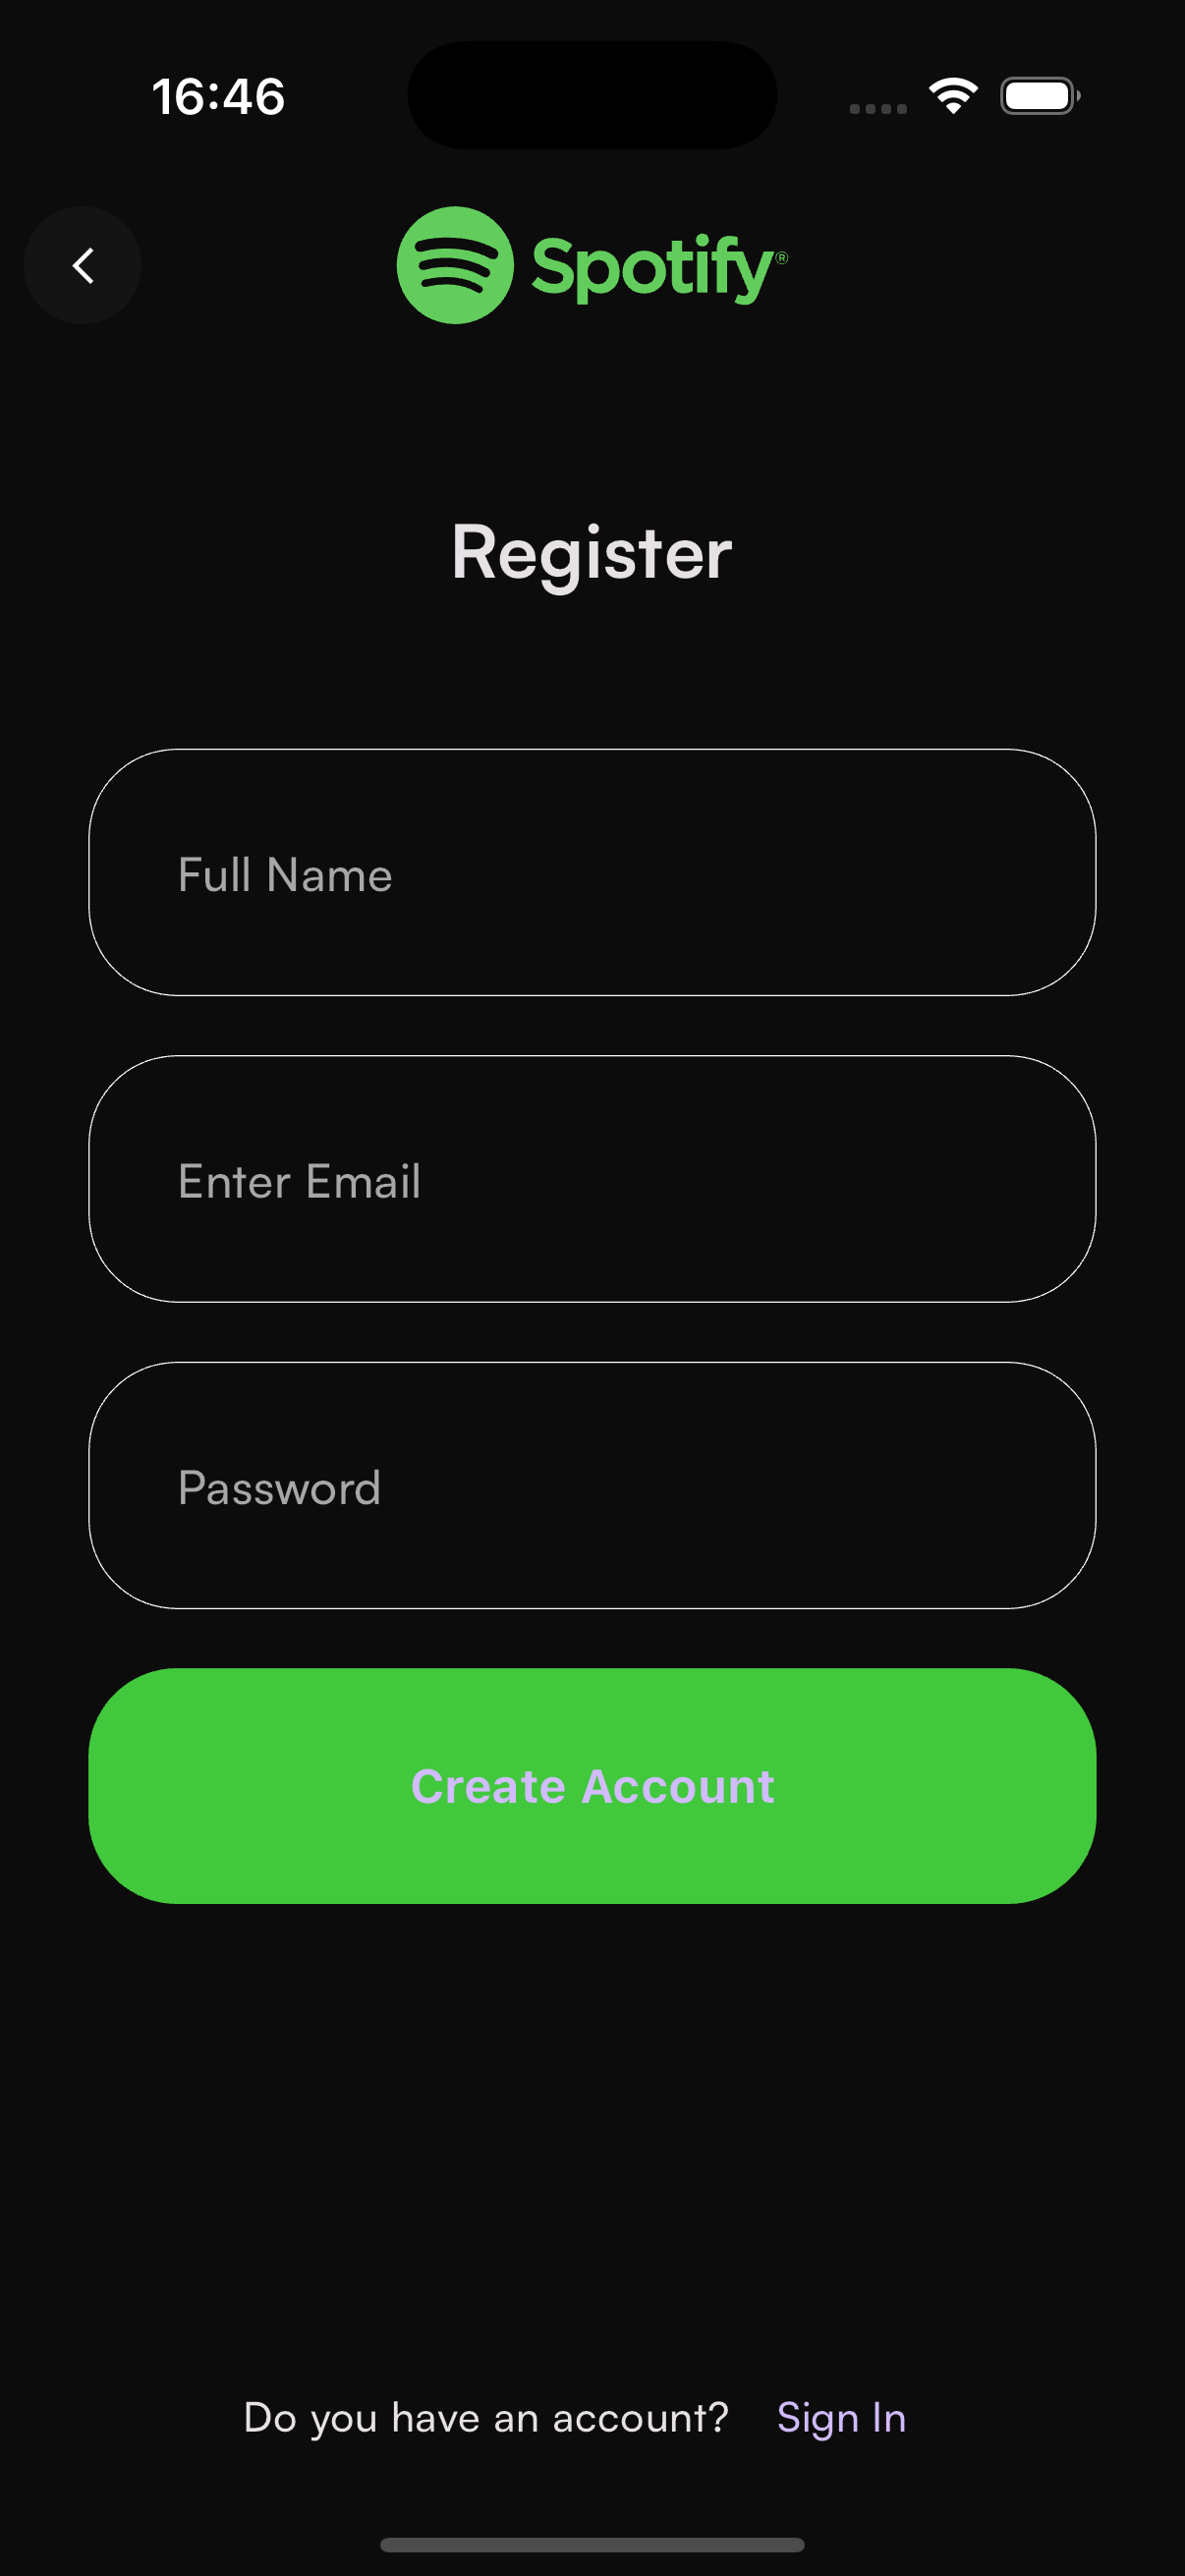 16:46
Spotify®
Register
Full Name
Enter Email
Password
Create Account
Do you have an account? Sign In